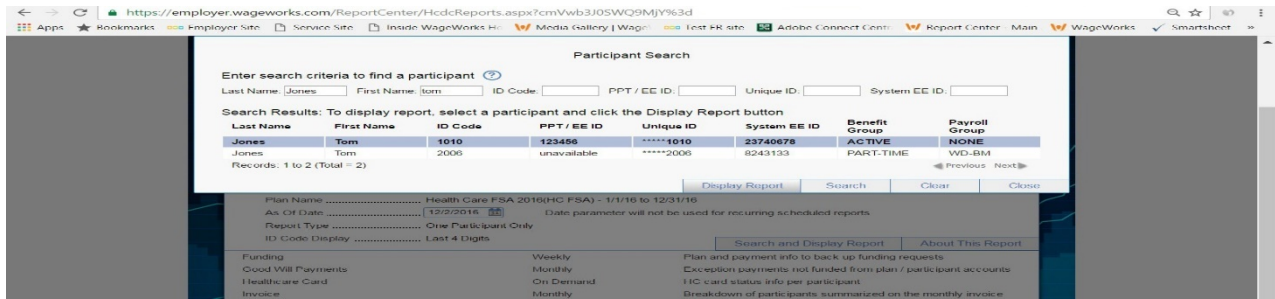 https://employer.wageworks.com/ReportCenter/HcdcReports.aspx?cmVwb3J0SWQ9MjY%3d
Apps Bookmarks Employer Site Service Site Inside WageWorks Ho Media Gallery | Wage Test ER site Adobe Connect Centr Report Center - Main WageWorks Smartsheet »
Participant Search
Enter search criteria to find a participant ?
Last Name: Jones First Name: tom ID Code: PPT / EE ID: Unique ID: System EE ID:
Search Results: To display report, select a participant and click the Display Report button
Last Name First Name ID Code PPT / EE ID Unique ID System EE ID Benefit Group Payroll Group
Jones Tom 1010 123456 *****1010 23740678 ACTIVE NONE
Jones Tom 2006 unavailable *****2006 8243133 PART-TIME WD-BM
Records: 1 to 2 (Total = 2) Previous Next
Display Report Search Clear Close
Plan Name ................................ Health Care FSA 2016(HC FSA) - 1/1/16 to 12/31/16
As Of Date ............................... 12/2/2016 Date parameter will not be used for recurring scheduled reports
Report Type ............................. One Participant Only
ID Code Display ...................... Last 4 Digits Search and Display Report About This Report
Funding Weekly Plan and payment info to back up funding requests
Good Will Payments Monthly Exception payments not funded from plan / participant accounts
Healthcare Card On Demand HC card status info per participant
Invoice Monthly Breakdown of participants summarized on the monthly invoice